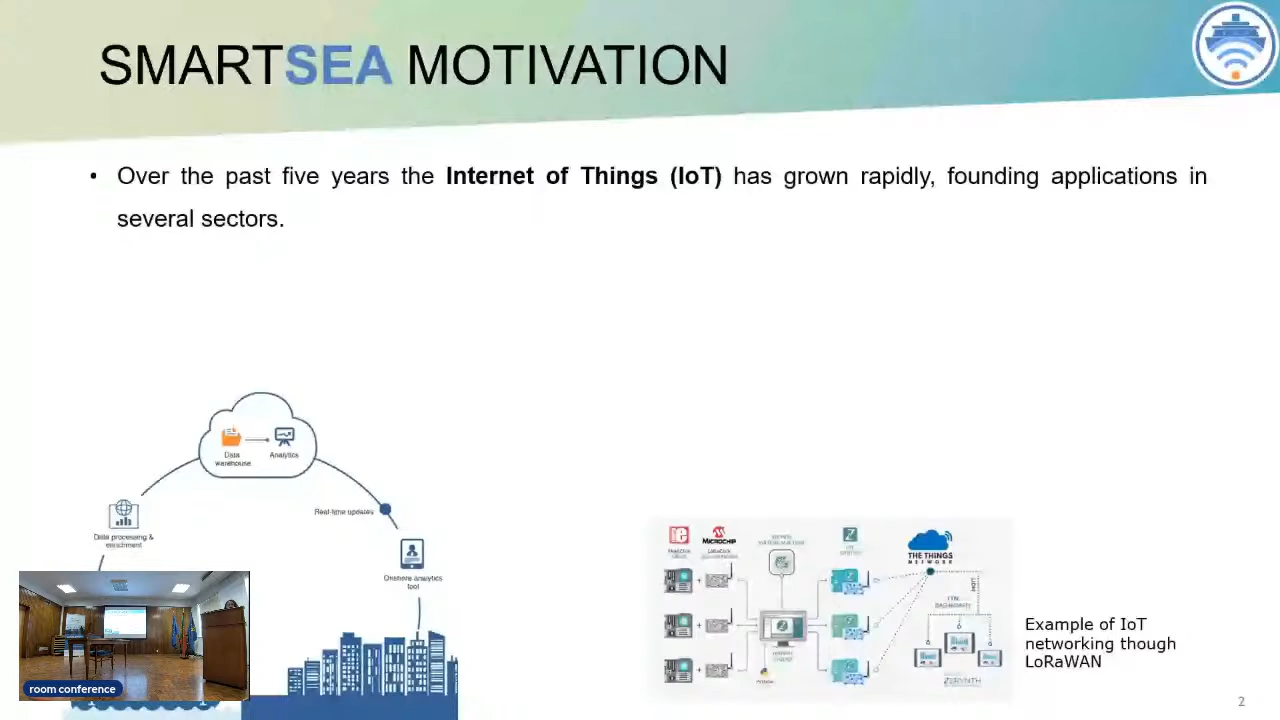 SMARTSEA MOTIVATION
• Over the past five years the Internet of Things (IoT) has grown rapidly, founding applications in
several sectors.
Data
warehouse
Analytics
Real-time updates
Data processing &
enrichment
Onshore analytics
tool
MICROCHIP
THE THINGS
NETWORK
ZERYNTH
Example of IoT
networking though
LoRaWAN
room conference
2